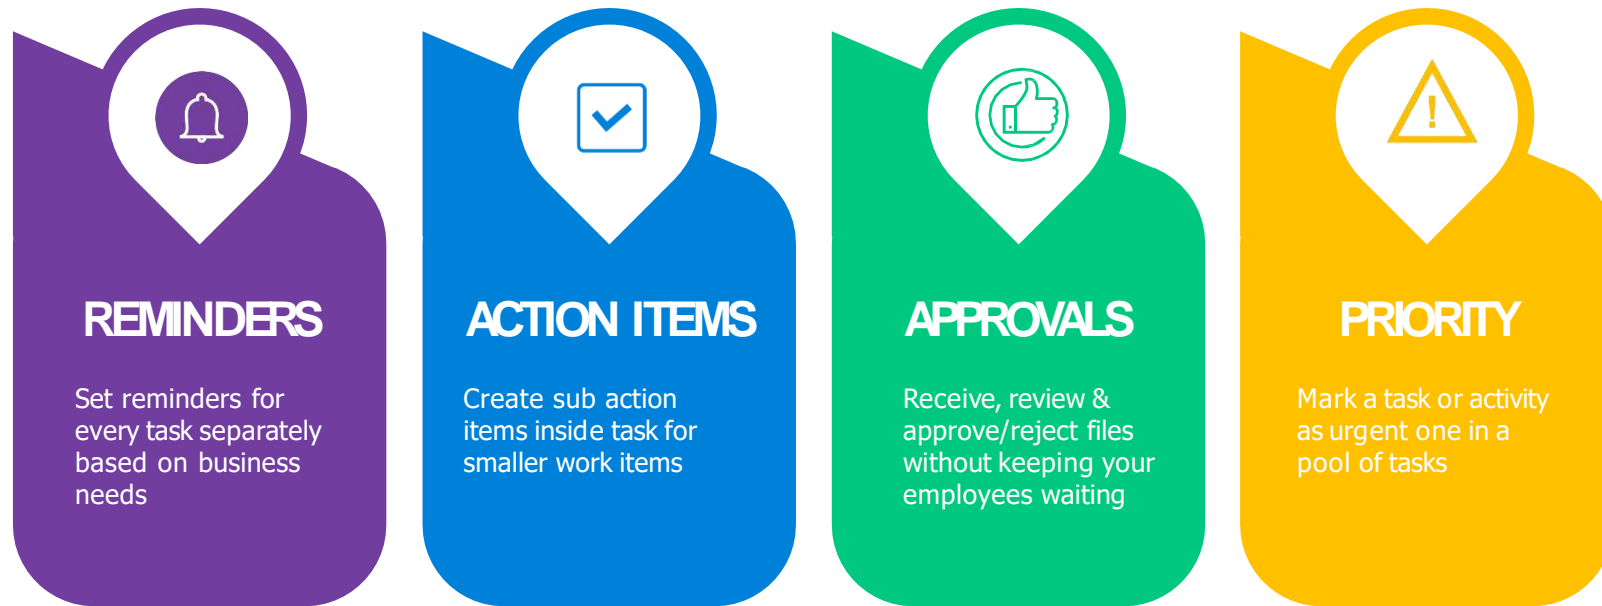 REMINDERS
Set reminders for
every task separately
based on business
needs
ACTION ITEMS
Create sub action
items inside task for
smaller work items
APPROVALS
Receive, review &
approve/reject files
without keeping your
employees waiting
!
PRIORITY
Mark a task or activity
as urgent one in a
pool of tasks